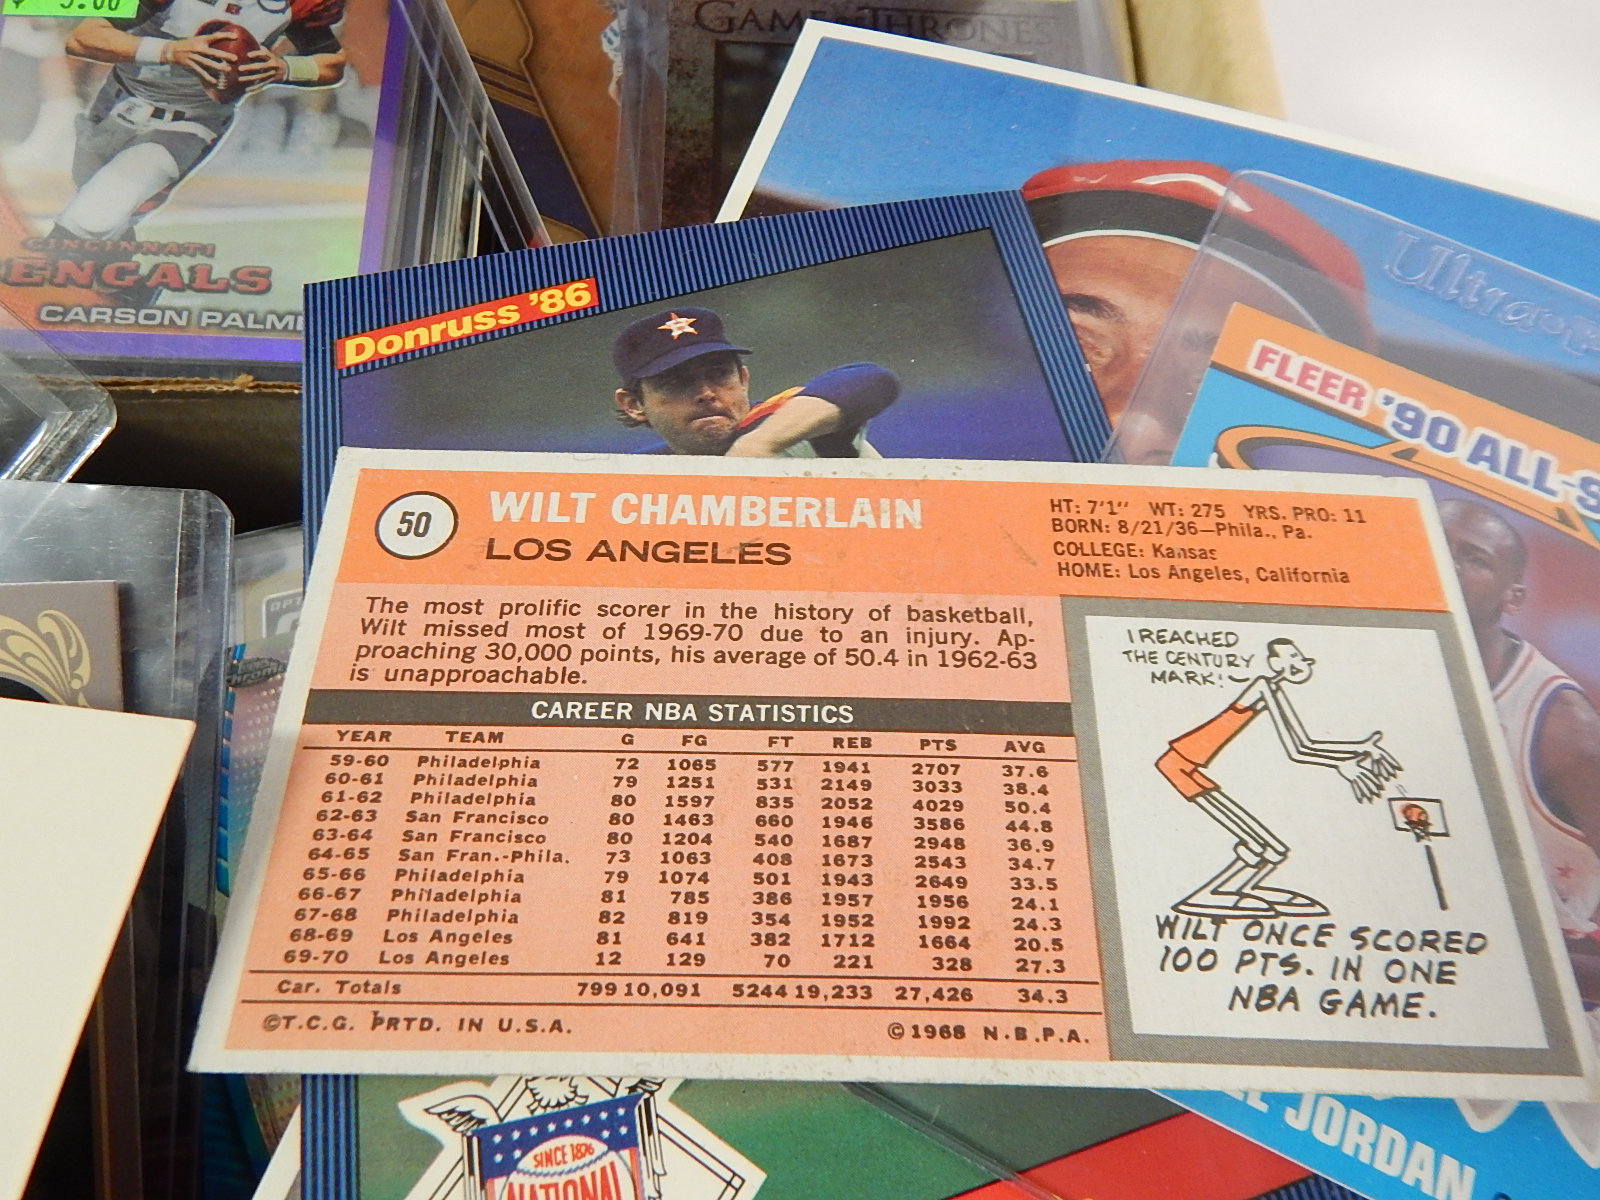 $ 5.00
GAME OF THRONES
CINCINNATI
BENGALS
CARSON PALM
Donruss '86
Ultra
FLEER '90 ALL-S
50
WILT CHAMBERLAIN
LOS ANGELES
HT: 7'1" WT: 275 YRS. PRO: 11
BORN: 8/21/36—Phila., Pa.
COLLEGE: Kansas
HOME: Los Angeles, California
The most prolific scorer in the history of basketball,
Wilt missed most of 1969-70 due to an injury. Ap-
proaching 30,000 points, his average of 50.4 in 1962-63
is unapproachable.
I REACHED
THE CENTURY
MARK!
CAREER NBA STATISTICS
YEAR TEAM G FG FT REB PTS AVG
59-60 Philadelphia 72 1065 577 1941 2707 37.6
60-61 Philadelphia 79 1251 531 2149 3033 38.4
61-62 Philadelphia 80 1597 835 2052 4029 50.4
62-63 San Francisco 80 1463 660 1946 3586 44.8
63-64 San Francisco 80 1204 540 1687 2948 36.9
64-65 San Fran.-Phila. 73 1063 408 1673 2543 34.7
65-66 Philadelphia 79 1074 501 1943 2649 33.5
66-67 Philadelphia 81 785 386 1957 1956 24.1
67-68 Philadelphia 82 819 354 1952 1992 24.3
68-69 Los Angeles 81 641 382 1712 1664 20.5
69-70 Los Angeles 12 129 70 221 328 27.3
Car. Totals 799 10,091 5244 19,233 27,426 34.3
©T.C.G. PRTD. IN U.S.A. © 1968 N.B.P.A.
WILT ONCE SCORED
100 PTS. IN ONE
NBA GAME.
SINCE 1876
NATIONAL
EL JORDAN